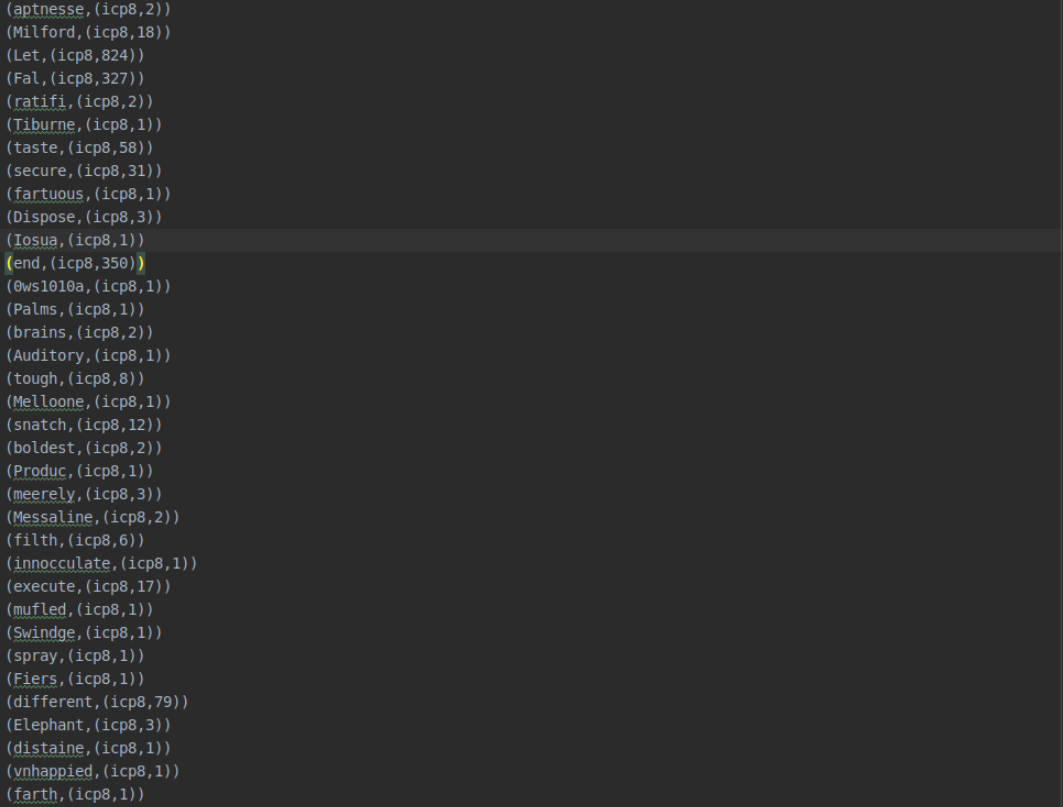 (aptnesse,(icp8,2))
(Milford,(icp8,18))
(Let,(icp8,824))
(Fal,(icp8,327))
(ratifi,(icp8,2))
(Tiburne,(icp8,1))
(taste,(icp8,58))
(secure,(icp8,31))
(fartuous,(icp8,1))
(Dispose,(icp8,3))
(Iosua,(icp8,1))
(end,(icp8,350))
(0ws1010a,(icp8,1))
(Palms,(icp8,1))
(brains,(icp8,2))
(Auditory,(icp8,1))
(tough,(icp8,8))
(Melloone,(icp8,1))
(snatch,(icp8,12))
(boldest,(icp8,2))
(Produc,(icp8,1))
(meerely,(icp8,3))
(Messaline,(icp8,2))
(filth,(icp8,6))
(innocculate,(icp8,1))
(execute,(icp8,17))
(mufled,(icp8,1))
(Swindge,(icp8,1))
(spray,(icp8,1))
(Fiers,(icp8,1))
(different,(icp8,79))
(Elephant,(icp8,3))
(distaine,(icp8,1))
(vnhappied,(icp8,1))
(farth,(icp8,1))